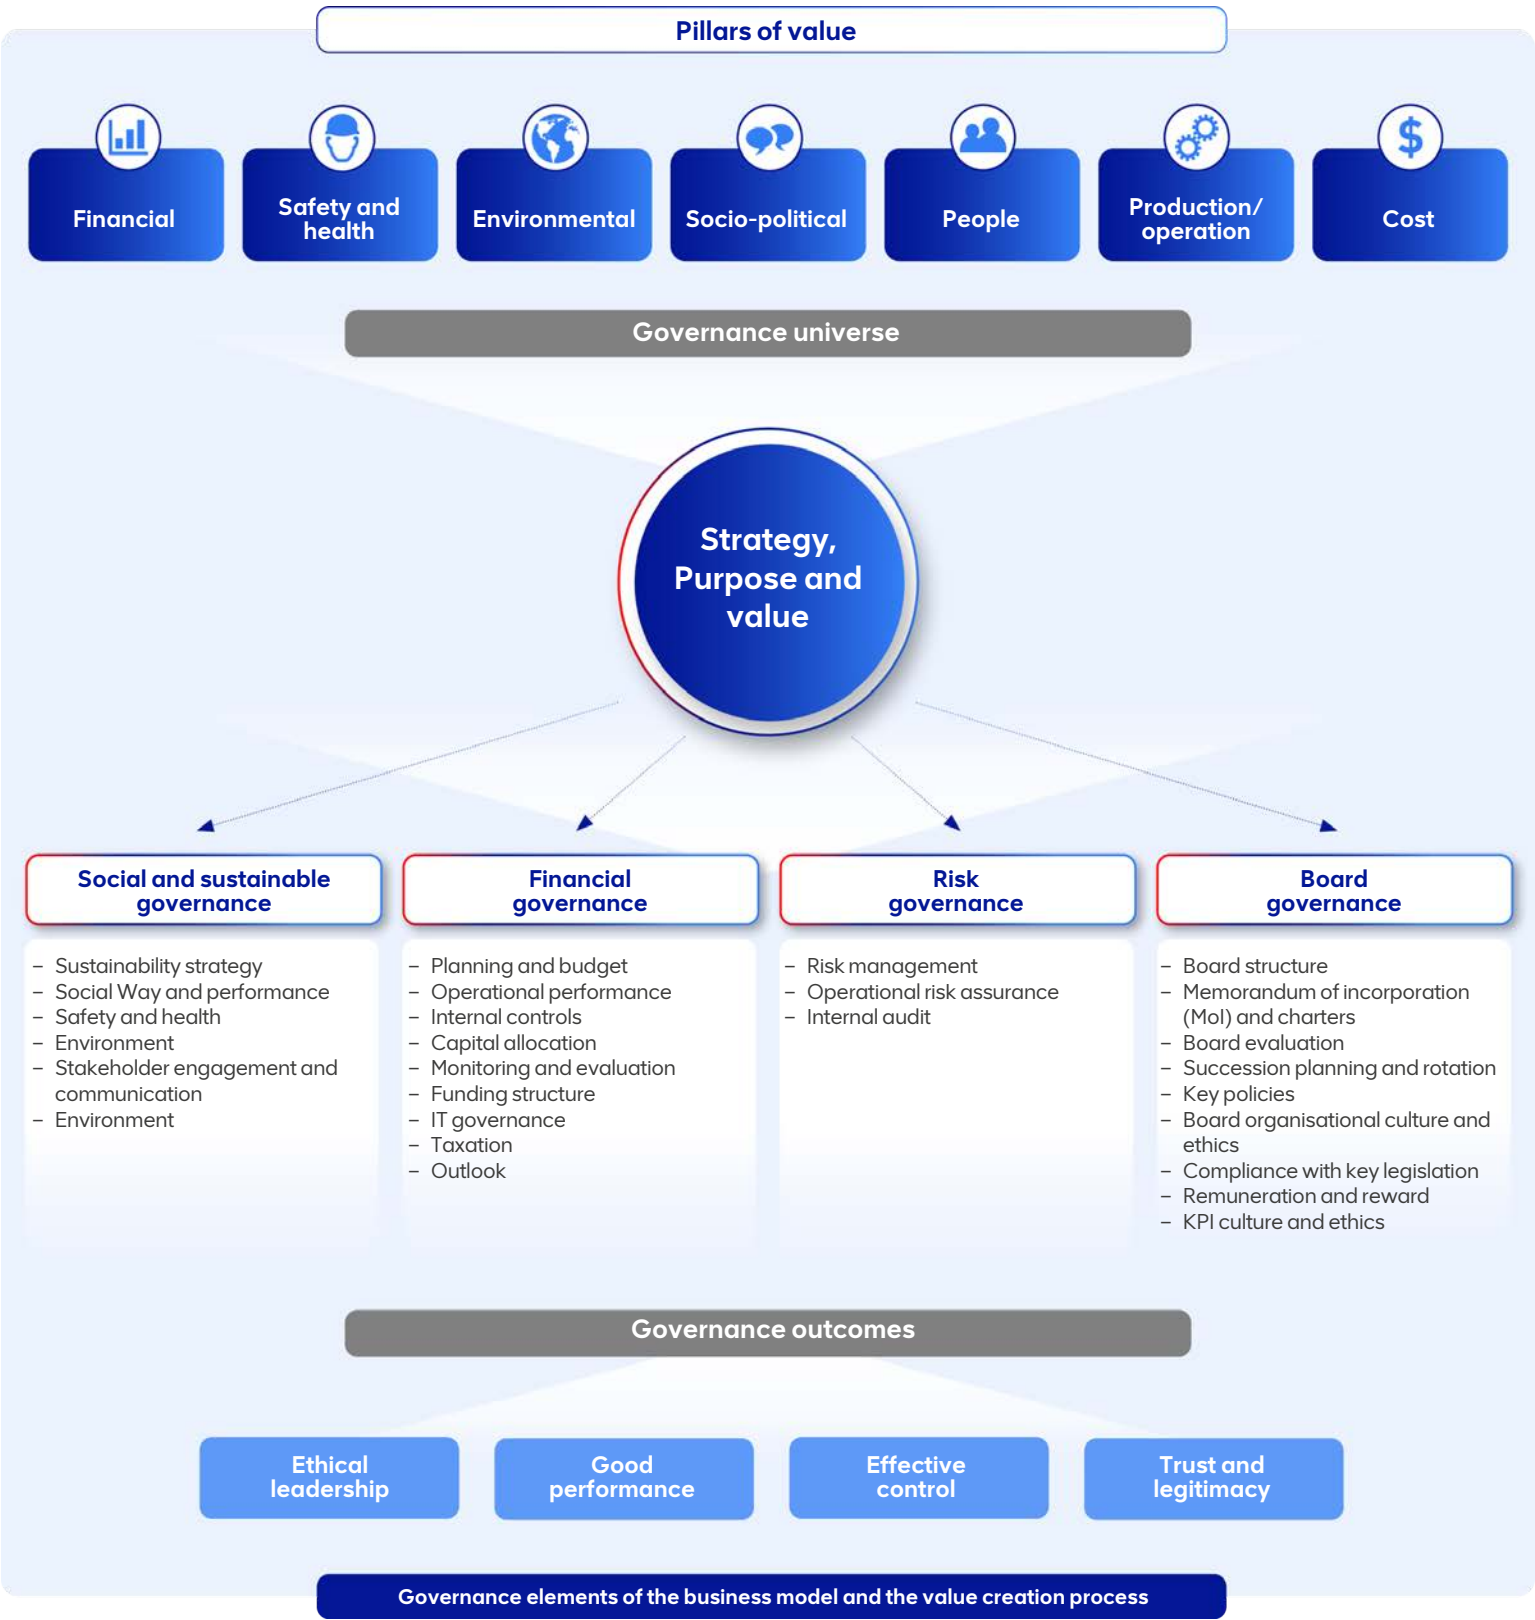 Pillars of value
Financial
Safety and
health
Environmental
Socio-political
People
Production/
operation
$
Cost
Governance universe
Strategy,
Purpose and
value
Social and sustainable
governance
– Sustainability strategy
– Social Way and performance
– Safety and health
– Environment
– Stakeholder engagement and
communication
– Environment
Financial
governance
– Planning and budget
– Operational performance
– Internal controls
– Capital allocation
– Monitoring and evaluation
– Funding structure
– IT governance
– Taxation
– Outlook
Risk
governance
– Risk management
– Operational risk assurance
– Internal audit
Board
governance
– Board structure
– Memorandum of incorporation
(MoI) and charters
– Board evaluation
– Succession planning and rotation
– Key policies
– Board organisational culture and
ethics
– Compliance with key legislation
– Remuneration and reward
– KPI culture and ethics
Governance outcomes
Ethical
leadership
Good
performance
Effective
control
Trust and
legitimacy
Governance elements of the business model and the value creation process